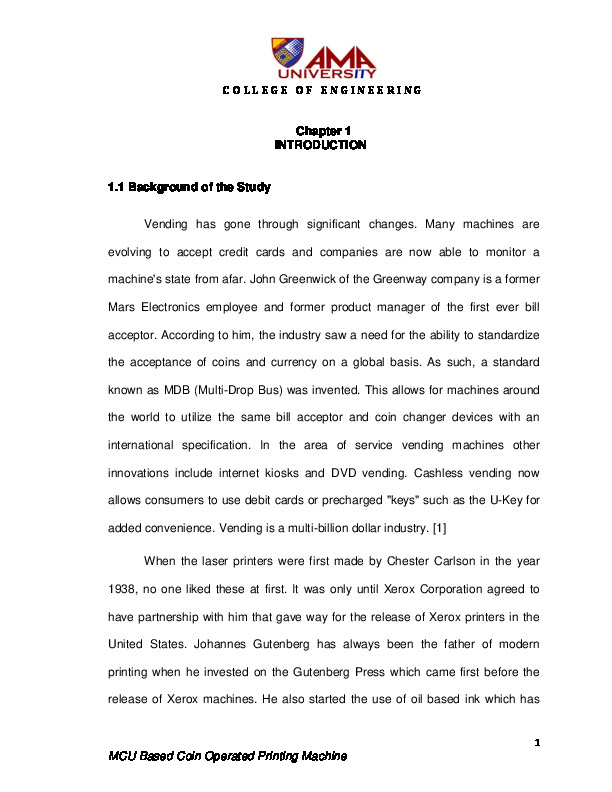 AMA
UNIVERSITY
COLLEGE OF ENGINEERING
Chapter 1
INTRODUCTION
1.1 Background of the Study
Vending has gone through significant changes. Many machines are
evolving to accept credit cards and companies are now able to monitor a
machine's state from afar. John Greenwick of the Greenway company is a former
Mars Electronics employee and former product manager of the first ever bill
acceptor. According to him, the industry saw a need for the ability to standardize
the acceptance of coins and currency on a global basis. As such, a standard
known as MDB (Multi-Drop Bus) was invented. This allows for machines around
the world to utilize the same bill acceptor and coin changer devices with an
international specification. In the area of service vending machines other
innovations include internet kiosks and DVD vending. Cashless vending now
allows consumers to use debit cards or precharged "keys" such as the U-Key for
added convenience. Vending is a multi-billion dollar industry. [1]
When the laser printers were first made by Chester Carlson in the year
1938, no one liked these at first. It was only until Xerox Corporation agreed to
have partnership with him that gave way for the release of Xerox printers in the
United States. Johannes Gutenberg has always been the father of modern
printing when he invested on the Gutenberg Press which came first before the
release of Xerox machines. He also started the use of oil based ink which has
1
MCU Based Coin Operated Printing Machine